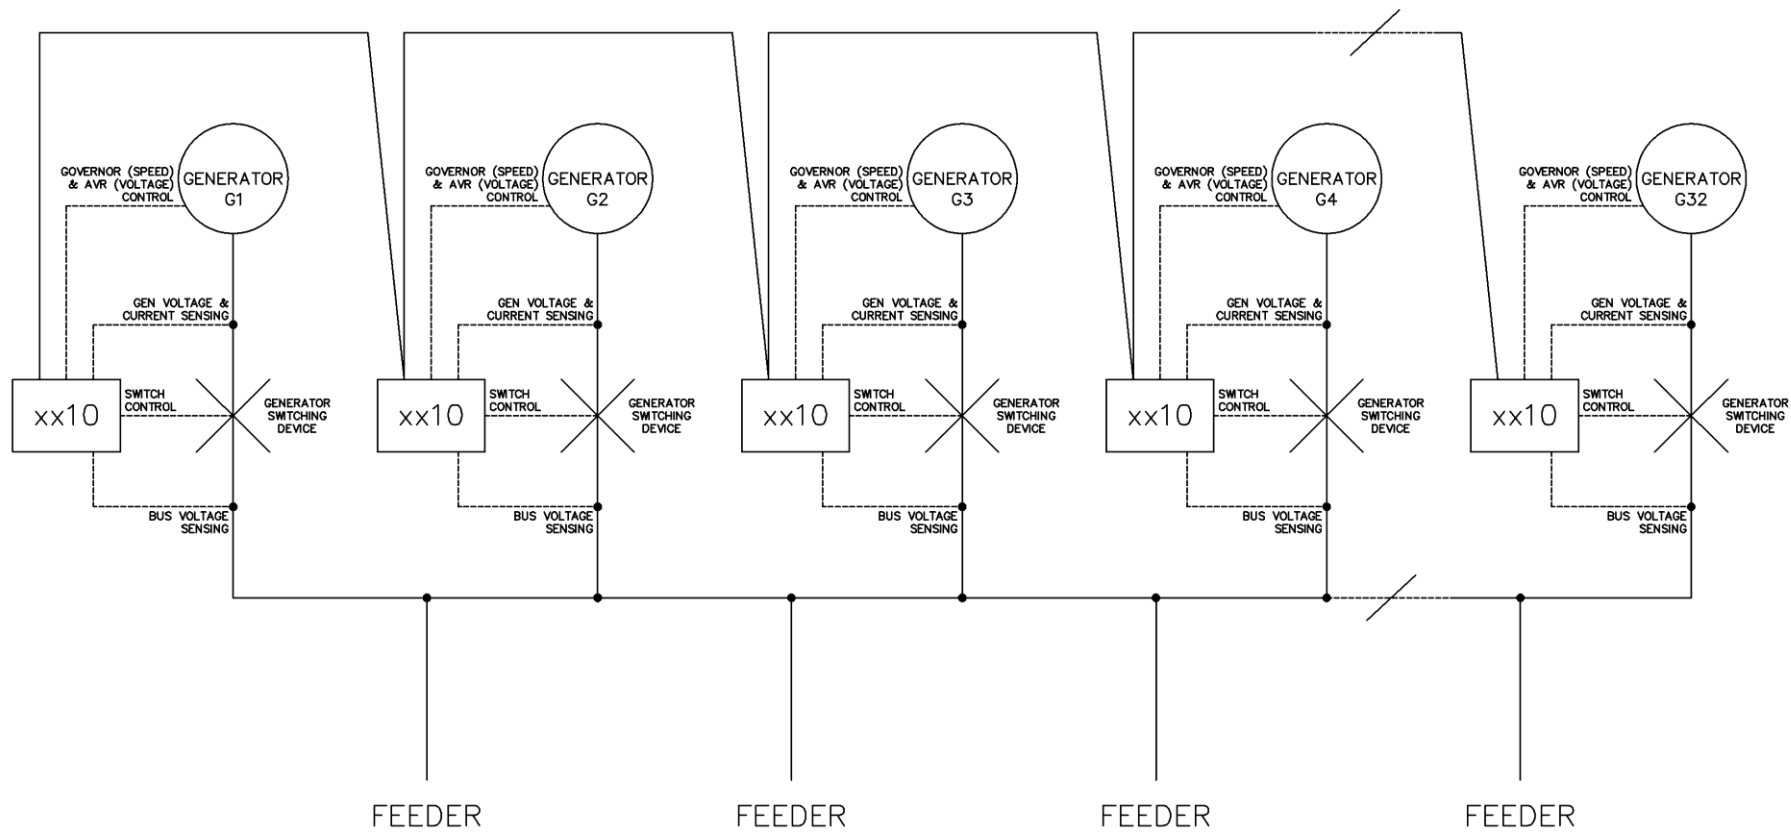 GOVERNOR (SPEED)
& AVR (VOLTAGE)
CONTROL
GENERATOR
G1
GEN VOLTAGE &
CURRENT SENSING
xx10
SWITCH
CONTROL
GENERATOR
SWITCHING
DEVICE
BUS VOLTAGE
SENSING
GOVERNOR (SPEED)
& AVR (VOLTAGE)
CONTROL
GENERATOR
G2
GEN VOLTAGE &
CURRENT SENSING
xx10
SWITCH
CONTROL
GENERATOR
SWITCHING
DEVICE
BUS VOLTAGE
SENSING
GOVERNOR (SPEED)
& AVR (VOLTAGE)
CONTROL
GENERATOR
G3
GEN VOLTAGE &
CURRENT SENSING
xx10
SWITCH
CONTROL
GENERATOR
SWITCHING
DEVICE
BUS VOLTAGE
SENSING
GOVERNOR (SPEED)
& AVR (VOLTAGE)
CONTROL
GENERATOR
G4
GEN VOLTAGE &
CURRENT SENSING
xx10
SWITCH
CONTROL
GENERATOR
SWITCHING
DEVICE
BUS VOLTAGE
SENSING
GOVERNOR (SPEED)
& AVR (VOLTAGE)
CONTROL
GENERATOR
G32
GEN VOLTAGE &
CURRENT SENSING
xx10
SWITCH
CONTROL
GENERATOR
SWITCHING
DEVICE
BUS VOLTAGE
SENSING
FEEDER
FEEDER
FEEDER
FEEDER